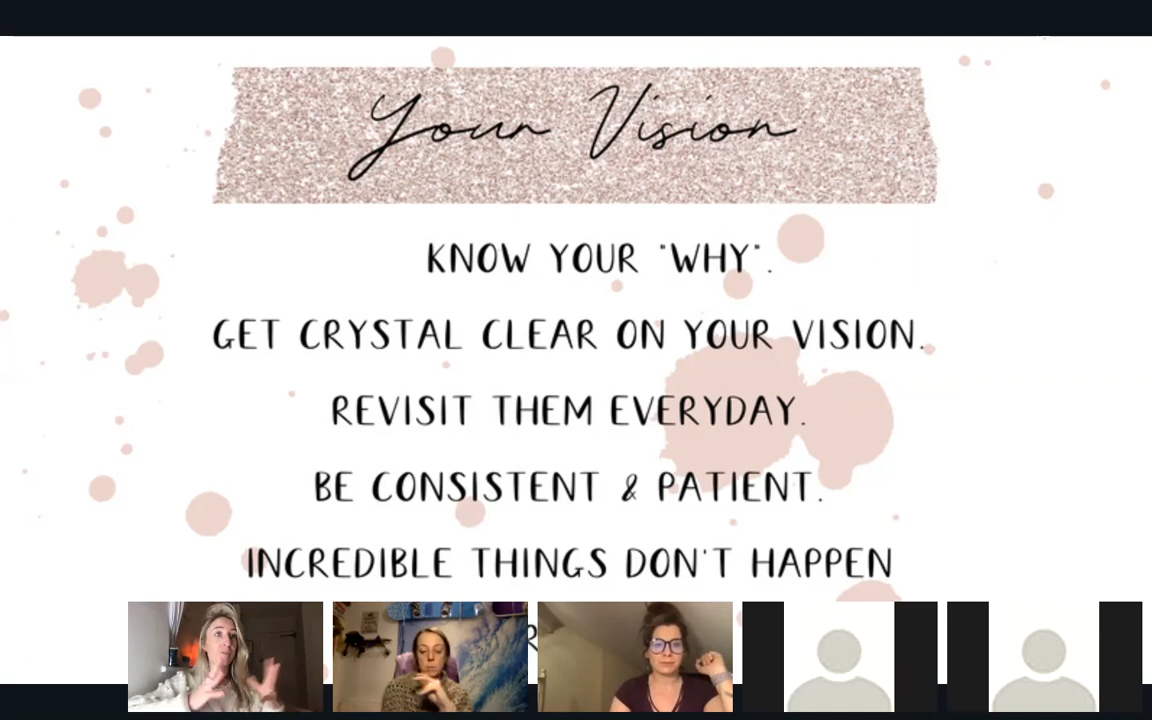 Your Vision
KNOW YOUR "WHY".
GET CRYSTAL CLEAR ON YOUR VISION.
REVISIT THEM EVERYDAY.
BE CONSISTENT & PATIENT.
INCREDIBLE THINGS DON'T HAPPEN